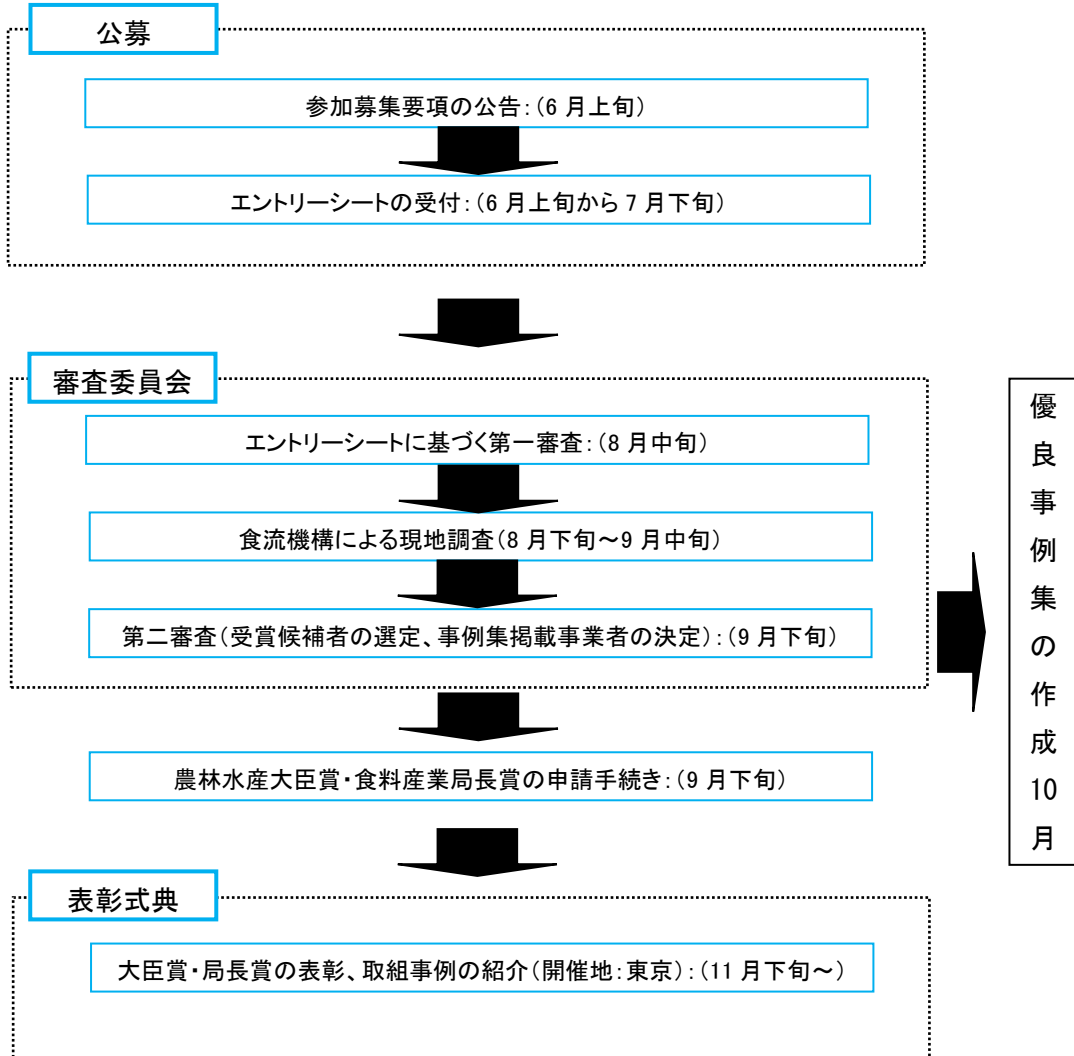 公募
参加募集要項の公告：（6月上旬）
エントリーシートの受付：（6月上旬から7月下旬）
審査委員会
エントリーシートに基づく第一審査：（8月中旬）
食流機構による現地調査（8月下旬～9月中旬）
第二審査（受賞候補者の選定、事例集掲載事業者の決定）：（9月下旬）
優良事例集の作成10月
農林水産大臣賞・食料産業局長賞の申請手続き：（9月下旬）
表彰式典
大臣賞・局長賞の表彰、取組事例の紹介（開催地：東京）：（11月下旬～）